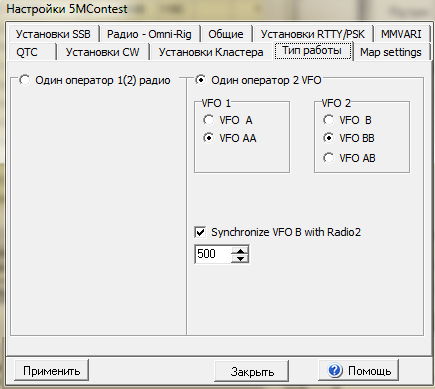 Настройки 5MContest
Установки SSB Радио - Omni-Rig Общие Установки RTTY/PSK MMVARI
QTC Установки CW Установки Кластера Тип работы Map settings
Один оператор 1(2) радио Один оператор 2 VFO
VFO 1 VFO 2
VFO A VFO B
VFO AA VFO BB
VFO AB
Synchronize VFO B with Radio2
500
Применить Закрыть ? Помощь